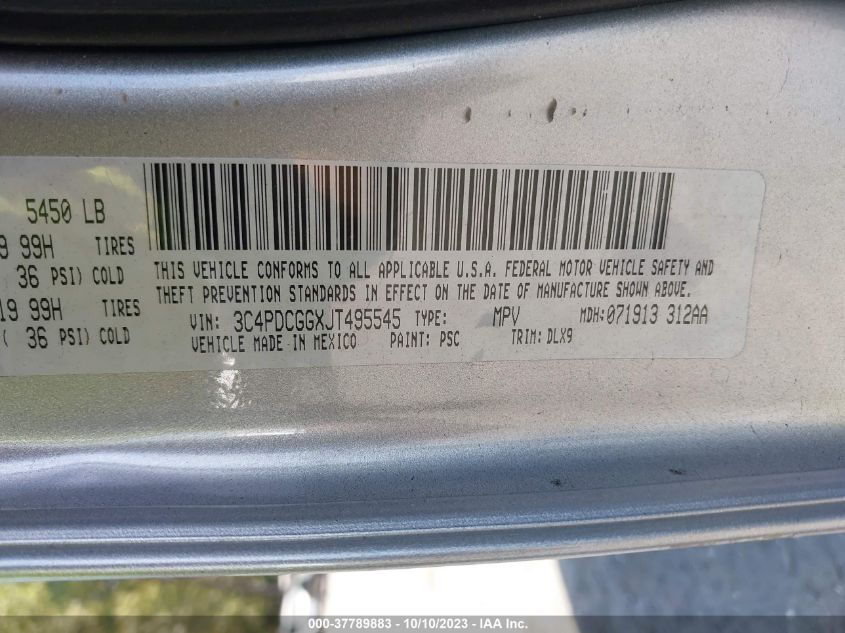 5450 LB
9 99H TIRES
36 PSI) COLD
19 99H TIRES
( 36 PSI) COLD
THIS VEHICLE CONFORMS TO ALL APPLICABLE U.S.A. FEDERAL MOTOR VEHICLE SAFETY AND
THEFT PREVENTION STANDARDS IN EFFECT ON THE DATE OF MANUFACTURE SHOWN ABOVE.
VIN: 3C4PDCGGXJT495545 TYPE: MPV MDH:071913 312AA
VEHICLE MADE IN MEXICO PAINT: PSC TRIM: DLX9
000-37789883 - 10/10/2023 - IAA Inc.